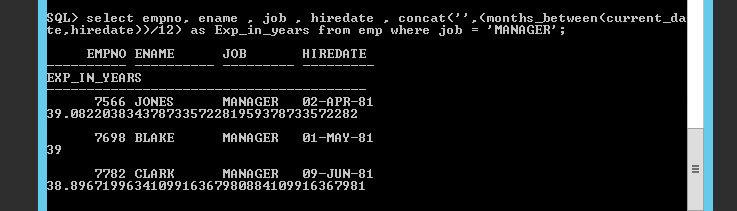 SQL> select empno, ename , job , hiredate , concat('',(months_between(current_da
te,hiredate))/12) as Exp_in_years from emp where job = 'MANAGER';
EMPNO ENAME JOB HIREDATE
---------- ---------- --------- ---------
EXP_IN_YEARS
----------------------------------------
7566 JONES MANAGER 02-APR-81
39.0822038343787335722819593787335722​82
7698 BLAKE MANAGER 01-MAY-81
39
7782 CLARK MANAGER 09-JUN-81
38.8967199634109916367980884109916367981